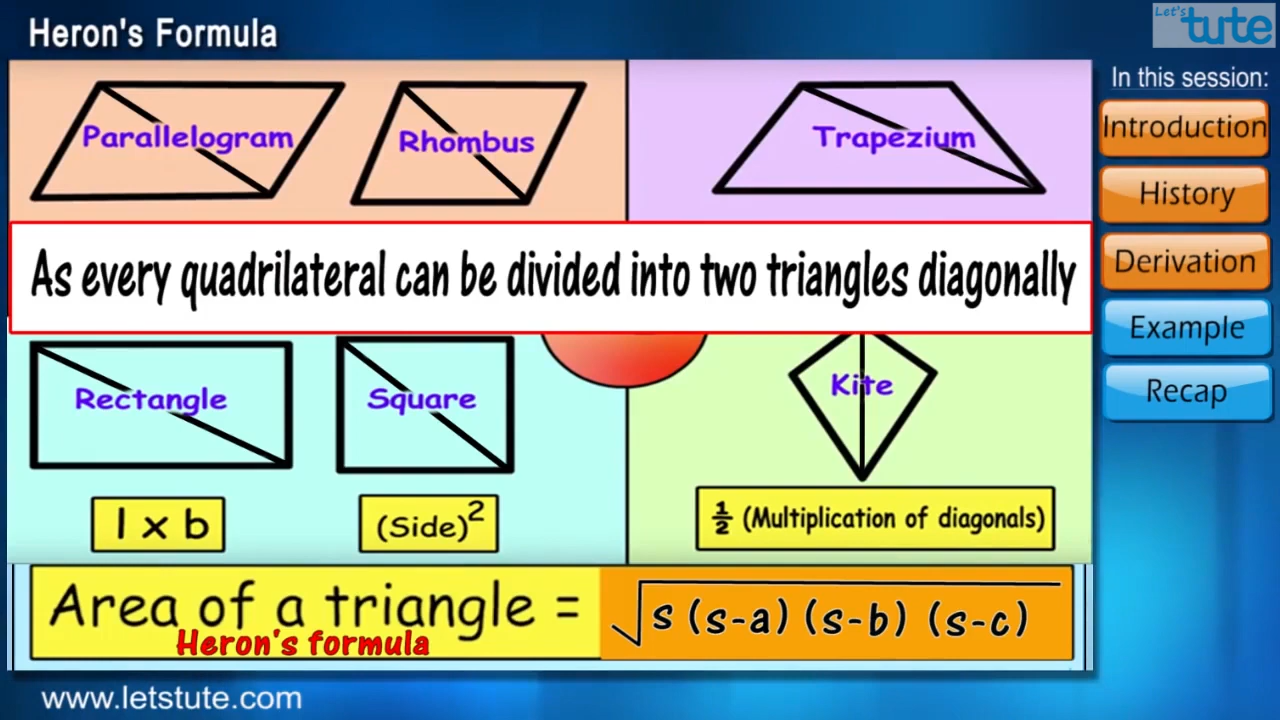 Heron's Formula
Let's
tute
In this session:
Parallelogram
Rhombus
Trapezium
Introduction
History
As every quadrilateral can be divided into two triangles diagonally
Derivation
Example
Rectangle
Square
Kite
Recap
l x b
(Side)²
½ (Multiplication of diagonals)
Area of a triangle = √s (s-a) (s-b) (s-c)
Heron's formula
www.letstute.com